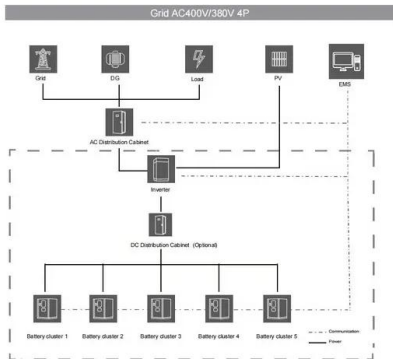 Grid AC400V/380V 4P
Grid
DG
Load
PV
EMS
AC Distribution Cabinet
Inverter
DC Distribution Cabinet (Optional)
Battery cluster 1
Battery cluster 2
Battery cluster 3
Battery cluster 4
Battery cluster 5
Communication
Power